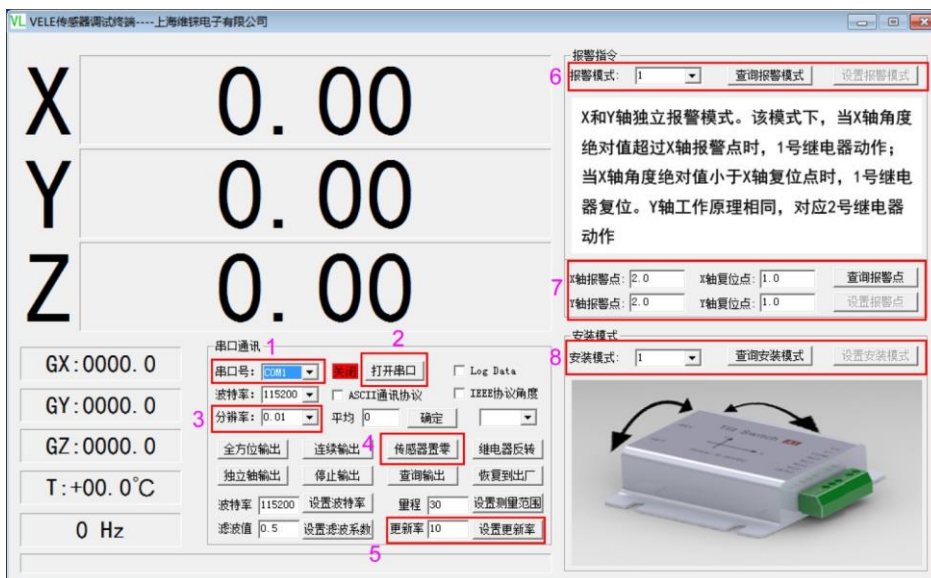 VL VELE传感器调试终端----上海维铼电子有限公司
X 0.00
Y 0.00
Z 0.00
GX:0000.0
GY:0000.0
GZ:0000.0
T:+00.0℃
0 Hz
串口通讯 1 2
串口号: COM1 关闭 打开串口 Log Data
波特率: 115200 ASCII通讯协议 IEEE协议角度
3 分辨率: 0.01 平均 0 确定
4
全方位输出 连续输出 传感器置零 继电器反转
独立轴输出 停止输出 查询输出 恢复到出厂
波特率 115200 设置波特率 量程 30 设置测量范围
滤波值 0.5 设置滤波系数 更新率 10 设置更新率
5
报警指令
6 报警模式: 1 查询报警模式 设置报警模式
X和Y轴独立报警模式。该模式下，当X轴角度
绝对值超过X轴报警点时，1号继电器动作；
当X轴角度绝对值小于X轴复位点时，1号继电
器复位。Y轴工作原理相同，对应2号继电器
动作
7
X轴报警点: 2.0 X轴复位点: 1.0 查询报警点
Y轴报警点: 2.0 Y轴复位点: 1.0 设置报警点
安装模式
8 安装模式: 1 查询安装模式 设置安装模式
Tilt Switch